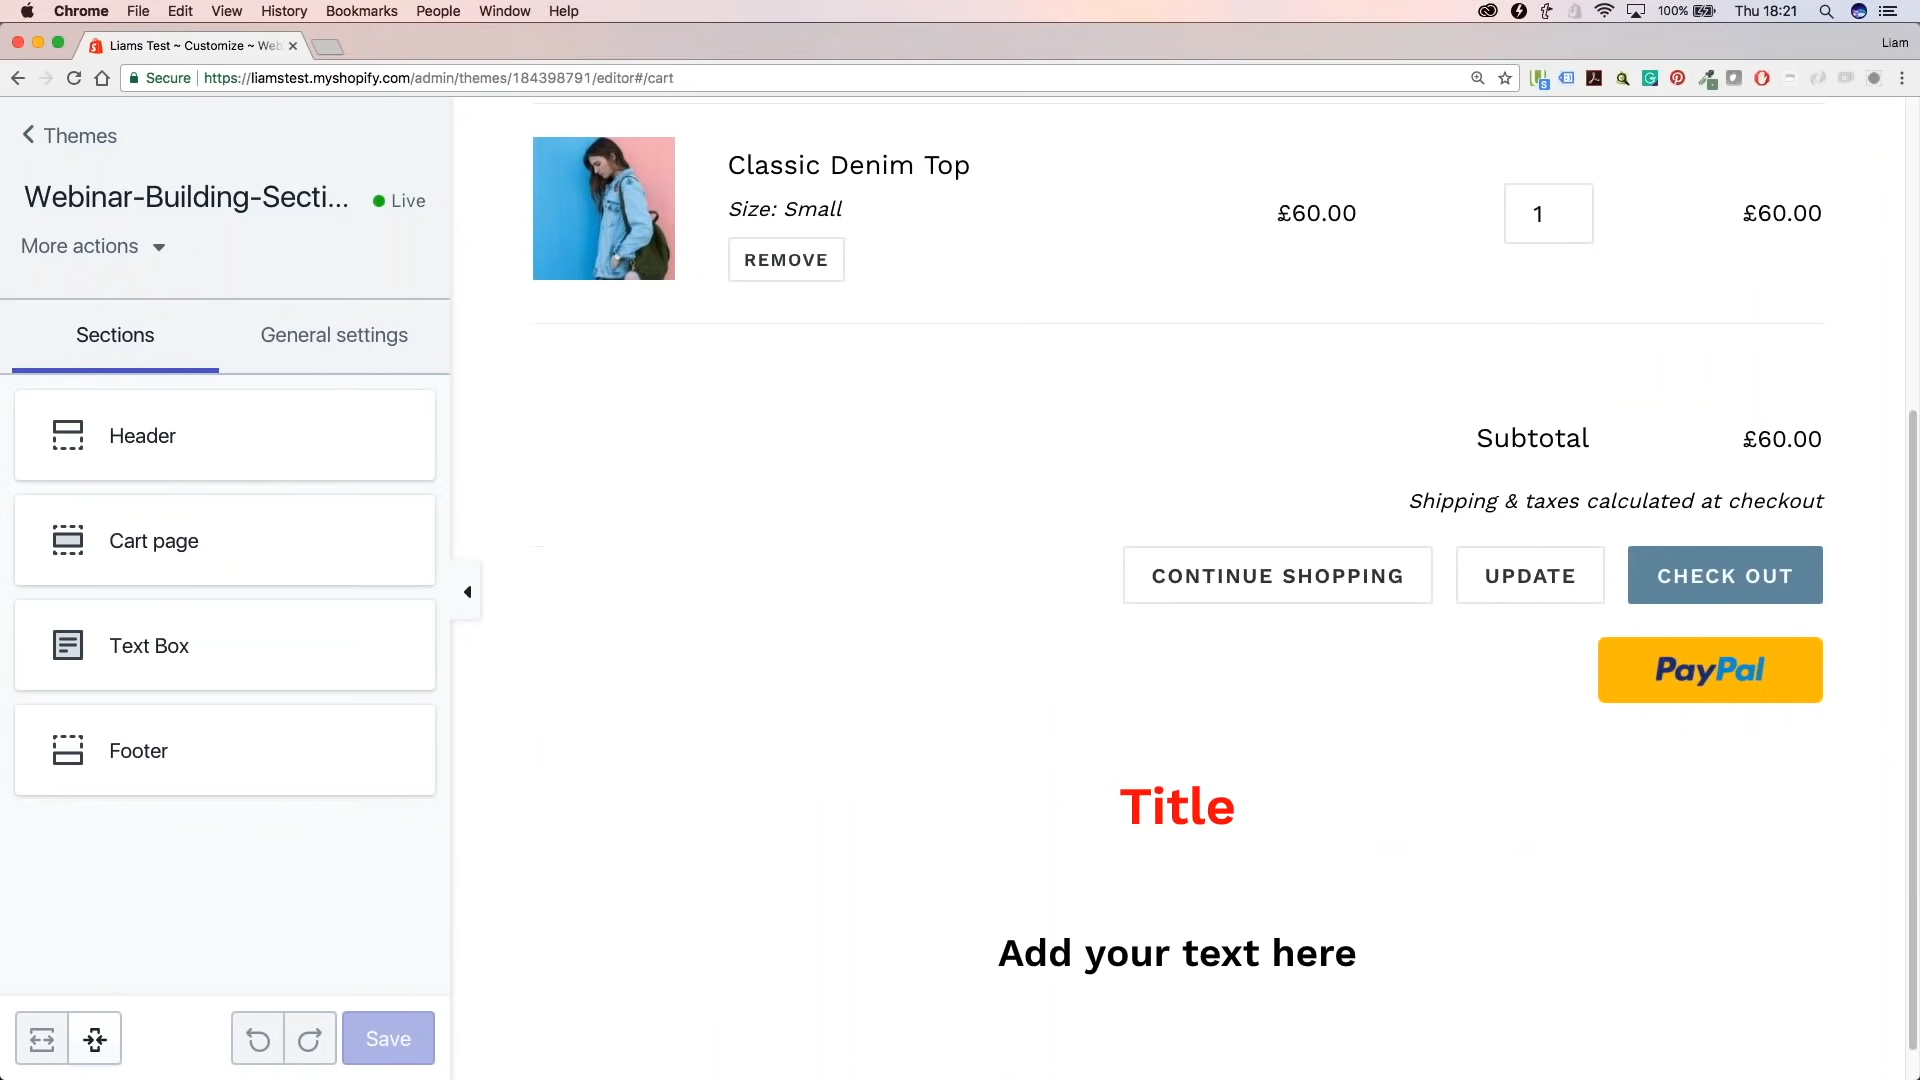 Chrome File Edit View History Bookmarks People Window Help 100% Thu 18:21
Liams Test ~ Customize ~ Web Liam
Secure https://liamstest.myshopify.com/admin/themes/184398791/editor#/cart
Themes
Webinar-Building-Secti... Live
More actions
Sections General settings
Header
Cart page
Text Box
Footer
Save
Classic Denim Top
Size: Small
REMOVE
£60.00 1 £60.00
Subtotal £60.00
Shipping & taxes calculated at checkout
CONTINUE SHOPPING UPDATE CHECK OUT
PayPal
Title
Add your text here